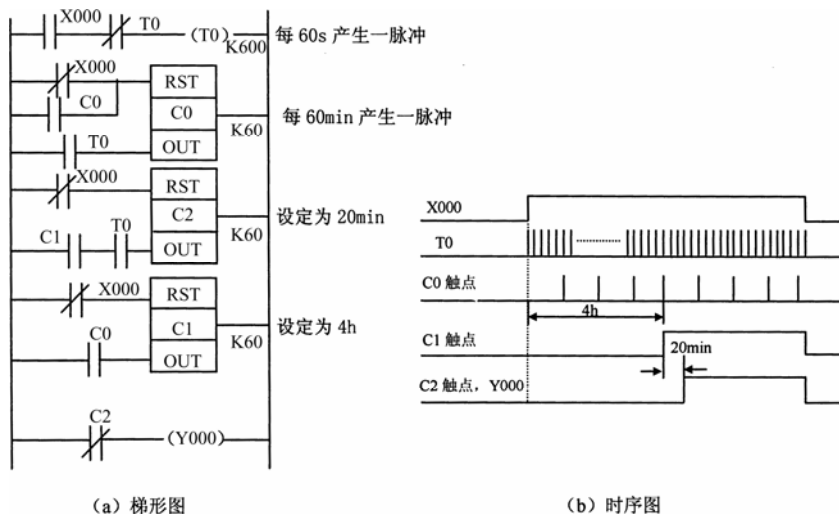 X000
T0
(T0)
K600
每 60s 产生一脉冲
X000
RST
C0
C0
K60
每 60min 产生一脉冲
T0
OUT
X000
RST
C2
设定为 20min
K60
C1
T0
OUT
X000
RST
C1
设定为 4h
K60
C0
OUT
C2
(Y000)
(a) 梯形图
X000
T0
C0 触点
4h
C1 触点
20min
C2 触点, Y000
(b) 时序图